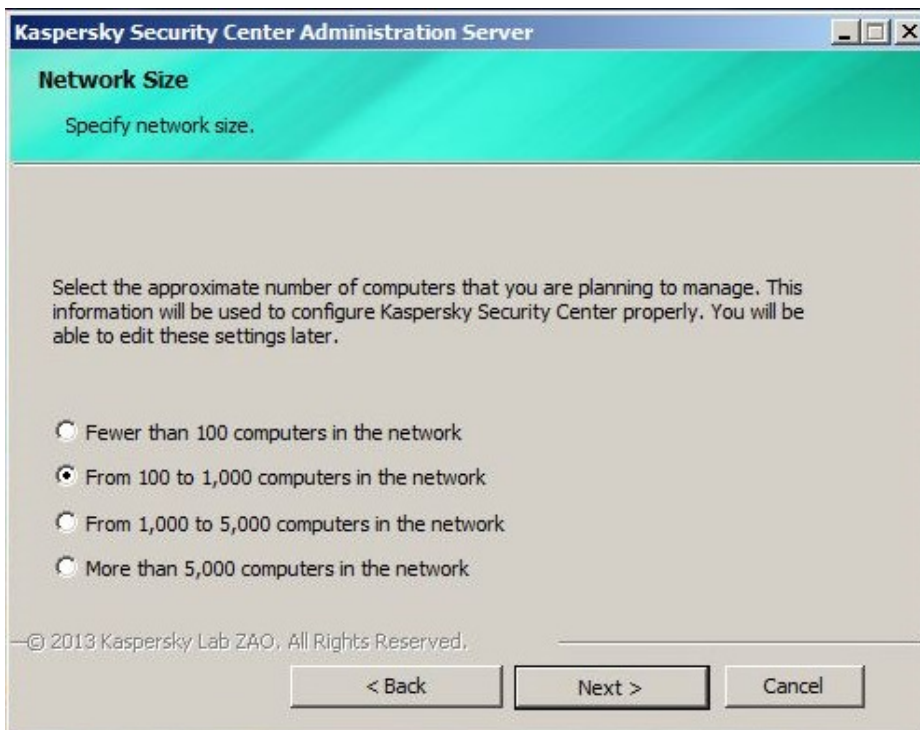 Kaspersky Security Center Administration Server
Network Size
Specify network size.
Select the approximate number of computers that you are planning to manage. This
information will be used to configure Kaspersky Security Center properly. You will be
able to edit these settings later.
Fewer than 100 computers in the network
From 100 to 1,000 computers in the network
From 1,000 to 5,000 computers in the network
More than 5,000 computers in the network
© 2013 Kaspersky Lab ZAO. All Rights Reserved.
< Back Next > Cancel